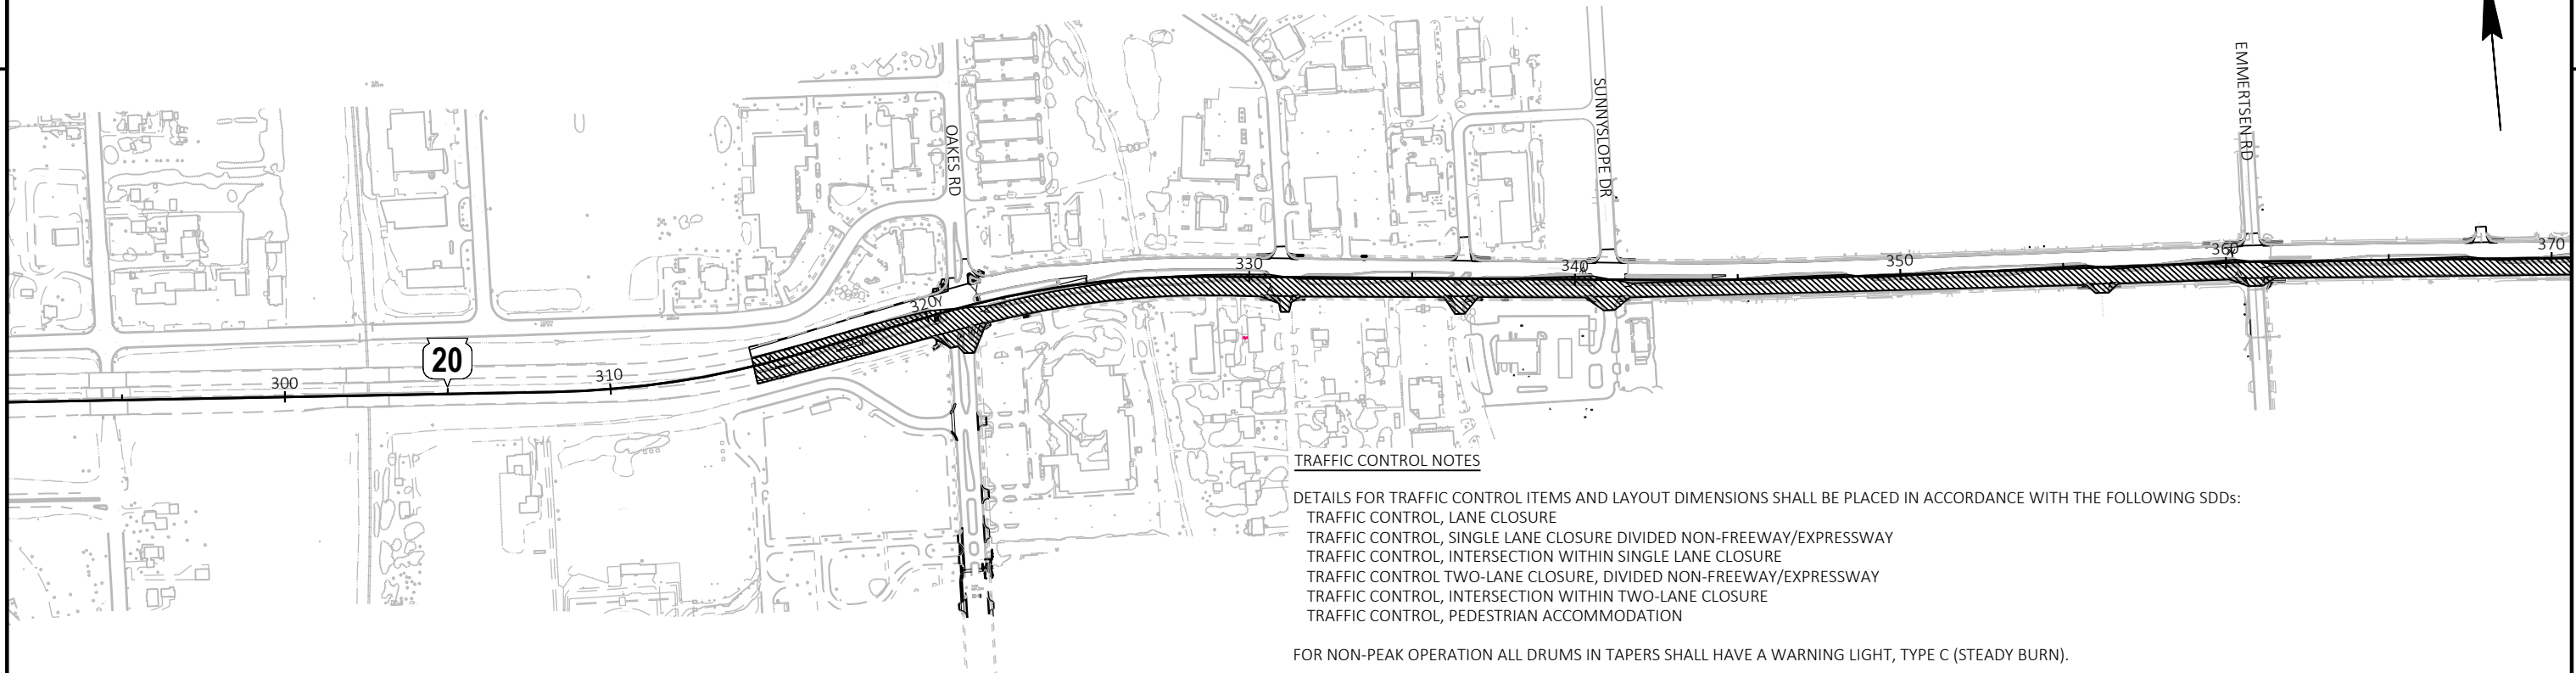 EMMERTSEN RD
SUNNYSLOPE DR
OAKES RD
370
360
350
340
330
320
310
300
20
TRAFFIC CONTROL NOTES
DETAILS FOR TRAFFIC CONTROL ITEMS AND LAYOUT DIMENSIONS SHALL BE PLACED IN ACCORDANCE WITH THE FOLLOWING SDDs:
TRAFFIC CONTROL, LANE CLOSURE
TRAFFIC CONTROL, SINGLE LANE CLOSURE DIVIDED NON-FREEWAY/EXPRESSWAY
TRAFFIC CONTROL, INTERSECTION WITHIN SINGLE LANE CLOSURE
TRAFFIC CONTROL TWO-LANE CLOSURE, DIVIDED NON-FREEWAY/EXPRESSWAY
TRAFFIC CONTROL, INTERSECTION WITHIN TWO-LANE CLOSURE
TRAFFIC CONTROL, PEDESTRIAN ACCOMMODATION
FOR NON-PEAK OPERATION ALL DRUMS IN TAPERS SHALL HAVE A WARNING LIGHT, TYPE C (STEADY BURN).